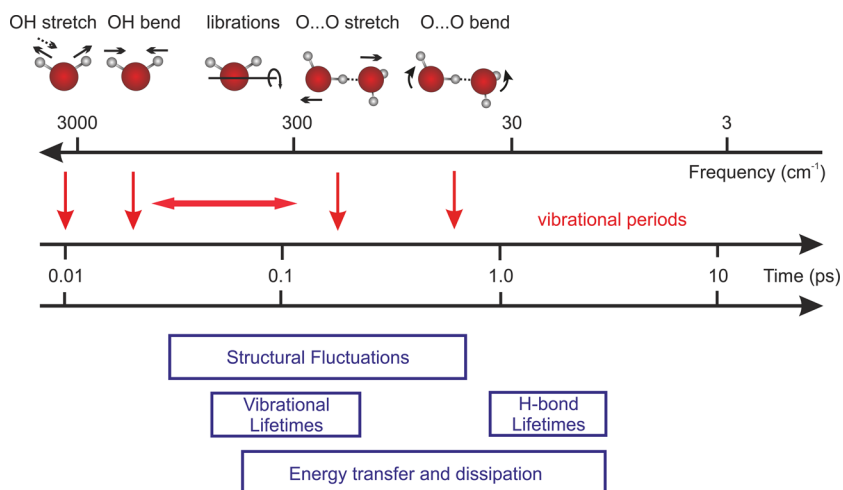 OH stretch OH bend librations O...O stretch O...O bend
3000 300 30 3
Frequency (cm⁻¹)
vibrational periods
0.01 0.1 1.0 10 Time (ps)
Structural Fluctuations
Vibrational
Lifetimes
H-bond
Lifetimes
Energy transfer and dissipation